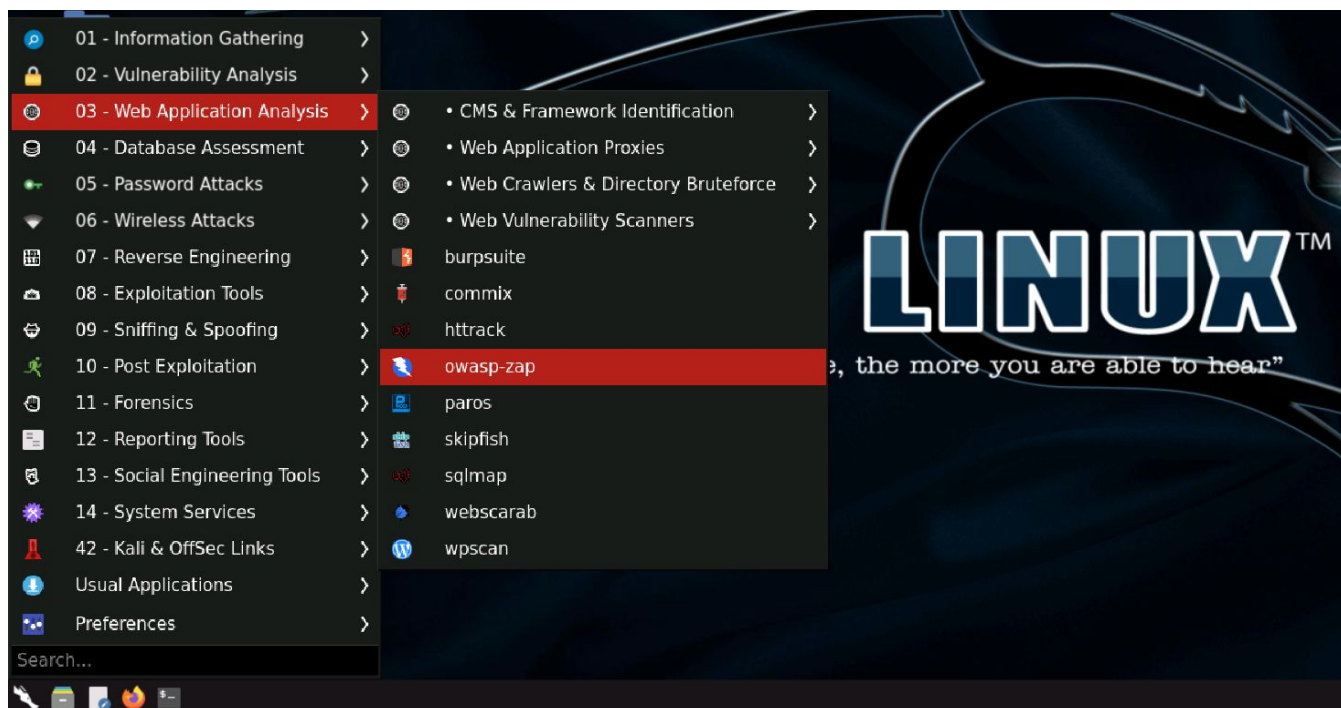 01 - Information Gathering
02 - Vulnerability Analysis
03 - Web Application Analysis
04 - Database Assessment
05 - Password Attacks
06 - Wireless Attacks
07 - Reverse Engineering
08 - Exploitation Tools
09 - Sniffing & Spoofing
10 - Post Exploitation
11 - Forensics
12 - Reporting Tools
13 - Social Engineering Tools
14 - System Services
42 - Kali & OffSec Links
Usual Applications
Preferences
Search...
• CMS & Framework Identification
• Web Application Proxies
• Web Crawlers & Directory Bruteforce
• Web Vulnerability Scanners
burpsuite
commix
httrack
owasp-zap
paros
skipfish
sqlmap
webscarab
wpscan
LINUX™
, the more you are able to hear”